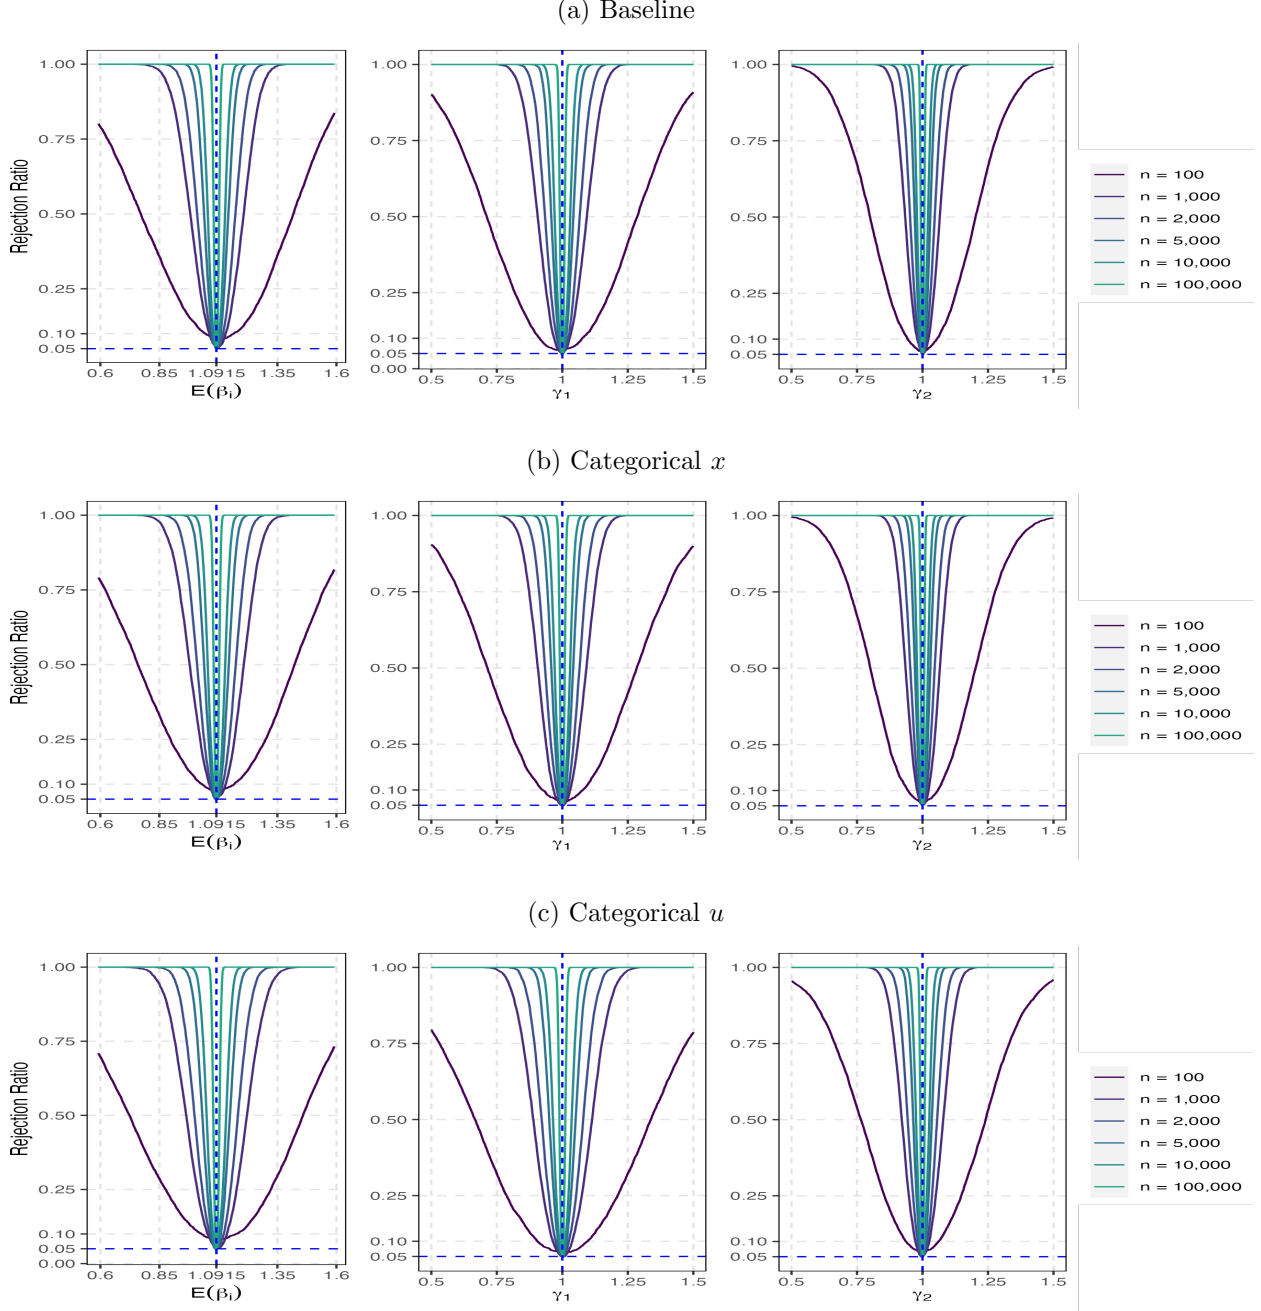 (a) Baseline
Rejection Ratio
1.00
0.75
0.50
0.25
0.10
0.05
0.6 0.85 1.091.15 1.35 1.6
E(βi)
1.00
0.75
0.50
0.25
0.10
0.05
0.00
0.5 0.75 1 1.25 1.5
γ1
1.00
0.75
0.50
0.25
0.10
0.05
0.5 0.75 1 1.25 1.5
γ2
n = 100
n = 1,000
n = 2,000
n = 5,000
n = 10,000
n = 100,000
(b) Categorical x
Rejection Ratio
1.00
0.75
0.50
0.25
0.10
0.05
0.6 0.85 1.091.15 1.35 1.6
E(βi)
1.00
0.75
0.50
0.25
0.10
0.05
0.5 0.75 1 1.25 1.5
γ1
1.00
0.75
0.50
0.25
0.10
0.05
0.5 0.75 1 1.25 1.5
γ2
n = 100
n = 1,000
n = 2,000
n = 5,000
n = 10,000
n = 100,000
(c) Categorical u
Rejection Ratio
1.00
0.75
0.50
0.25
0.10
0.05
0.00
0.6 0.85 1.091.15 1.35 1.6
E(βi)
1.00
0.75
0.50
0.25
0.10
0.05
0.5 0.75 1 1.25 1.5
γ1
1.00
0.75
0.50
0.25
0.10
0.05
0.5 0.75 1 1.25 1.5
γ2
n = 100
n = 1,000
n = 2,000
n = 5,000
n = 10,000
n = 100,000